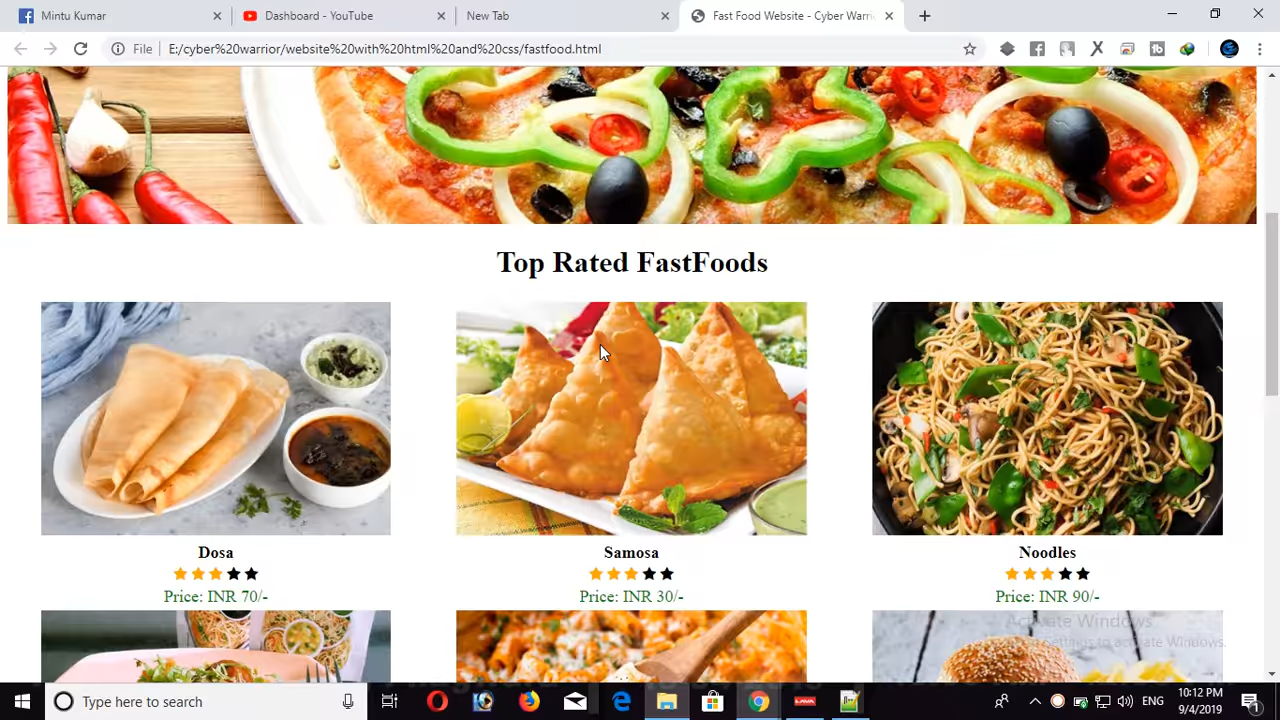 Mintu Kumar
Dashboard - YouTube
New Tab
Fast Food Website - Cyber Warri
File
E:/cyber%20warrior/website%20with%20html%20and%20css/fastfood.html
Top Rated FastFoods
Dosa
Samosa
Noodles
Price: INR 70/-
Price: INR 30/-
Price: INR 90/-
Activate Windows
Settings to activate Windows.
Type here to search
LAVA
ENG
10:12 PM
9/4/2019
1